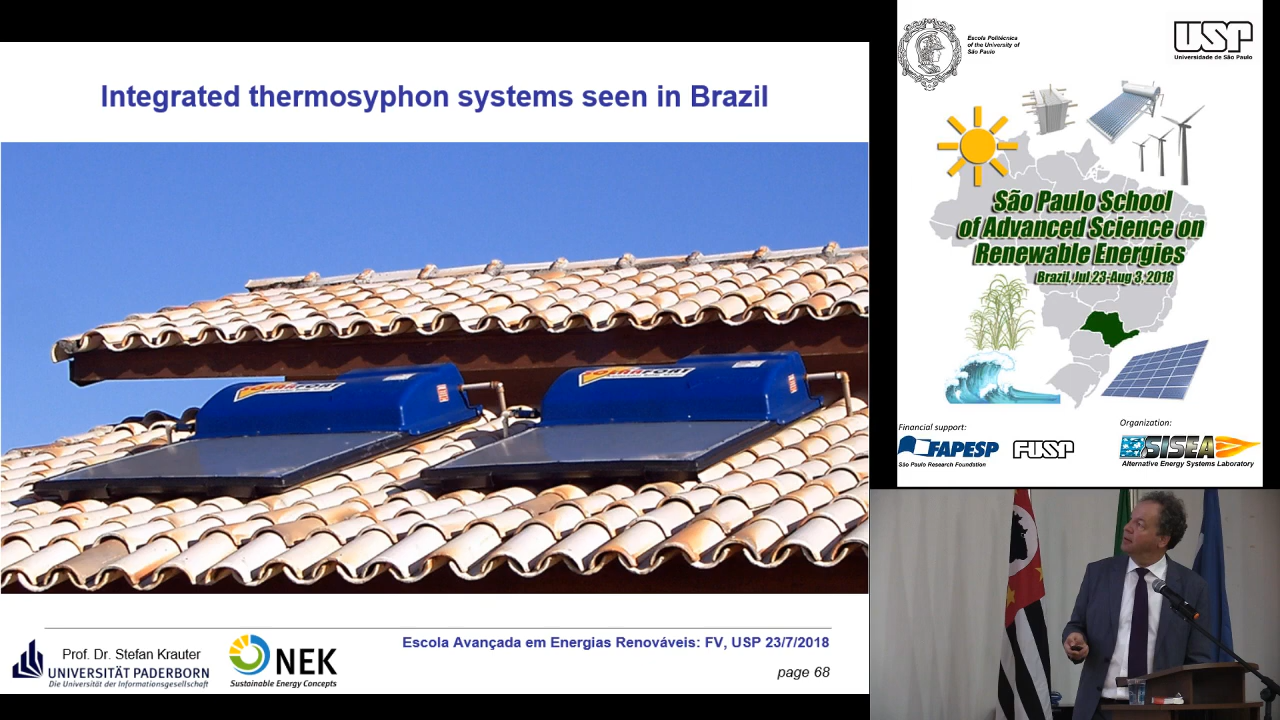 Integrated thermosyphon systems seen in Brazil
Prof. Dr. Stefan Krauter
UNIVERSITÄT PADERBORN
Die Universität der Informationsgesellschaft
NEK
Sustainable Energy Concepts
Escola Avançada em Energias Renováveis: FV, USP 23/7/2018
page 68
Escola Politécnica
of the University of
São Paulo
USP
Universidade de São Paulo
São Paulo School
of Advanced Science on
Renewable Energies
Brazil, Jul 23-Aug 3, 2018
Financial support:
FAPESP
São Paulo Research Foundation
FUSP
Organization:
SISEA
Alternative Energy Systems Laboratory